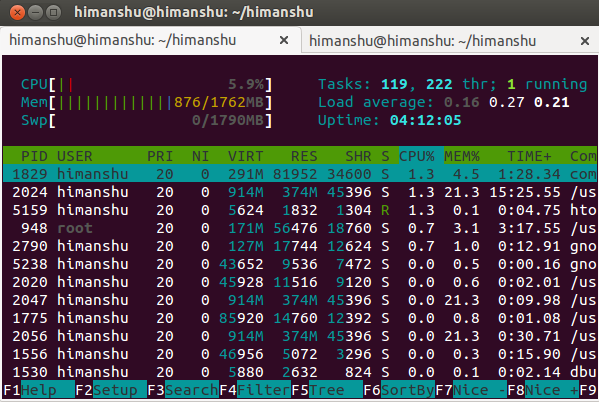 himanshu@himanshu: ~/himanshu
himanshu@himanshu: ~/himanshu × himanshu@himanshu: ~/himanshu ×
CPU[|| 5.9%] Tasks: 119, 222 thr; 1 running
Mem[|||||||||||||876/1762MB] Load average: 0.16 0.27 0.21
Swp[ 0/1790MB] Uptime: 04:12:05
PID USER PRI NI VIRT RES SHR S CPU% MEM% TIME+ Com
1829 himanshu 20 0 291M 81952 34600 S 1.3 4.5 1:28.34 com
2024 himanshu 20 0 914M 374M 45396 S 1.3 21.3 15:25.55 /us
5159 himanshu 20 0 5624 1832 1304 R 1.3 0.1 0:04.75 hto
948 root 20 0 171M 56476 18760 S 0.7 3.1 3:17.55 /us
2790 himanshu 20 0 127M 17744 12624 S 0.7 1.0 0:12.91 gno
5238 himanshu 20 0 43652 9536 7472 S 0.0 0.5 0:00.16 gno
2020 himanshu 20 0 45928 11516 9120 S 0.0 0.6 0:02.01 /us
2047 himanshu 20 0 914M 374M 45396 S 0.0 21.3 0:09.98 /us
1775 himanshu 20 0 85920 14760 12392 S 0.0 0.8 0:01.08 /us
2056 himanshu 20 0 914M 374M 45396 S 0.0 21.3 0:30.71 /us
1556 himanshu 20 0 46956 5072 3296 S 0.0 0.3 0:15.90 /us
1530 himanshu 20 0 5880 2632 824 S 0.0 0.1 0:02.14 dbu
F1Help F2Setup F3SearchF4FilterF5Tree F6SortByF7Nice -F8Nice +F9